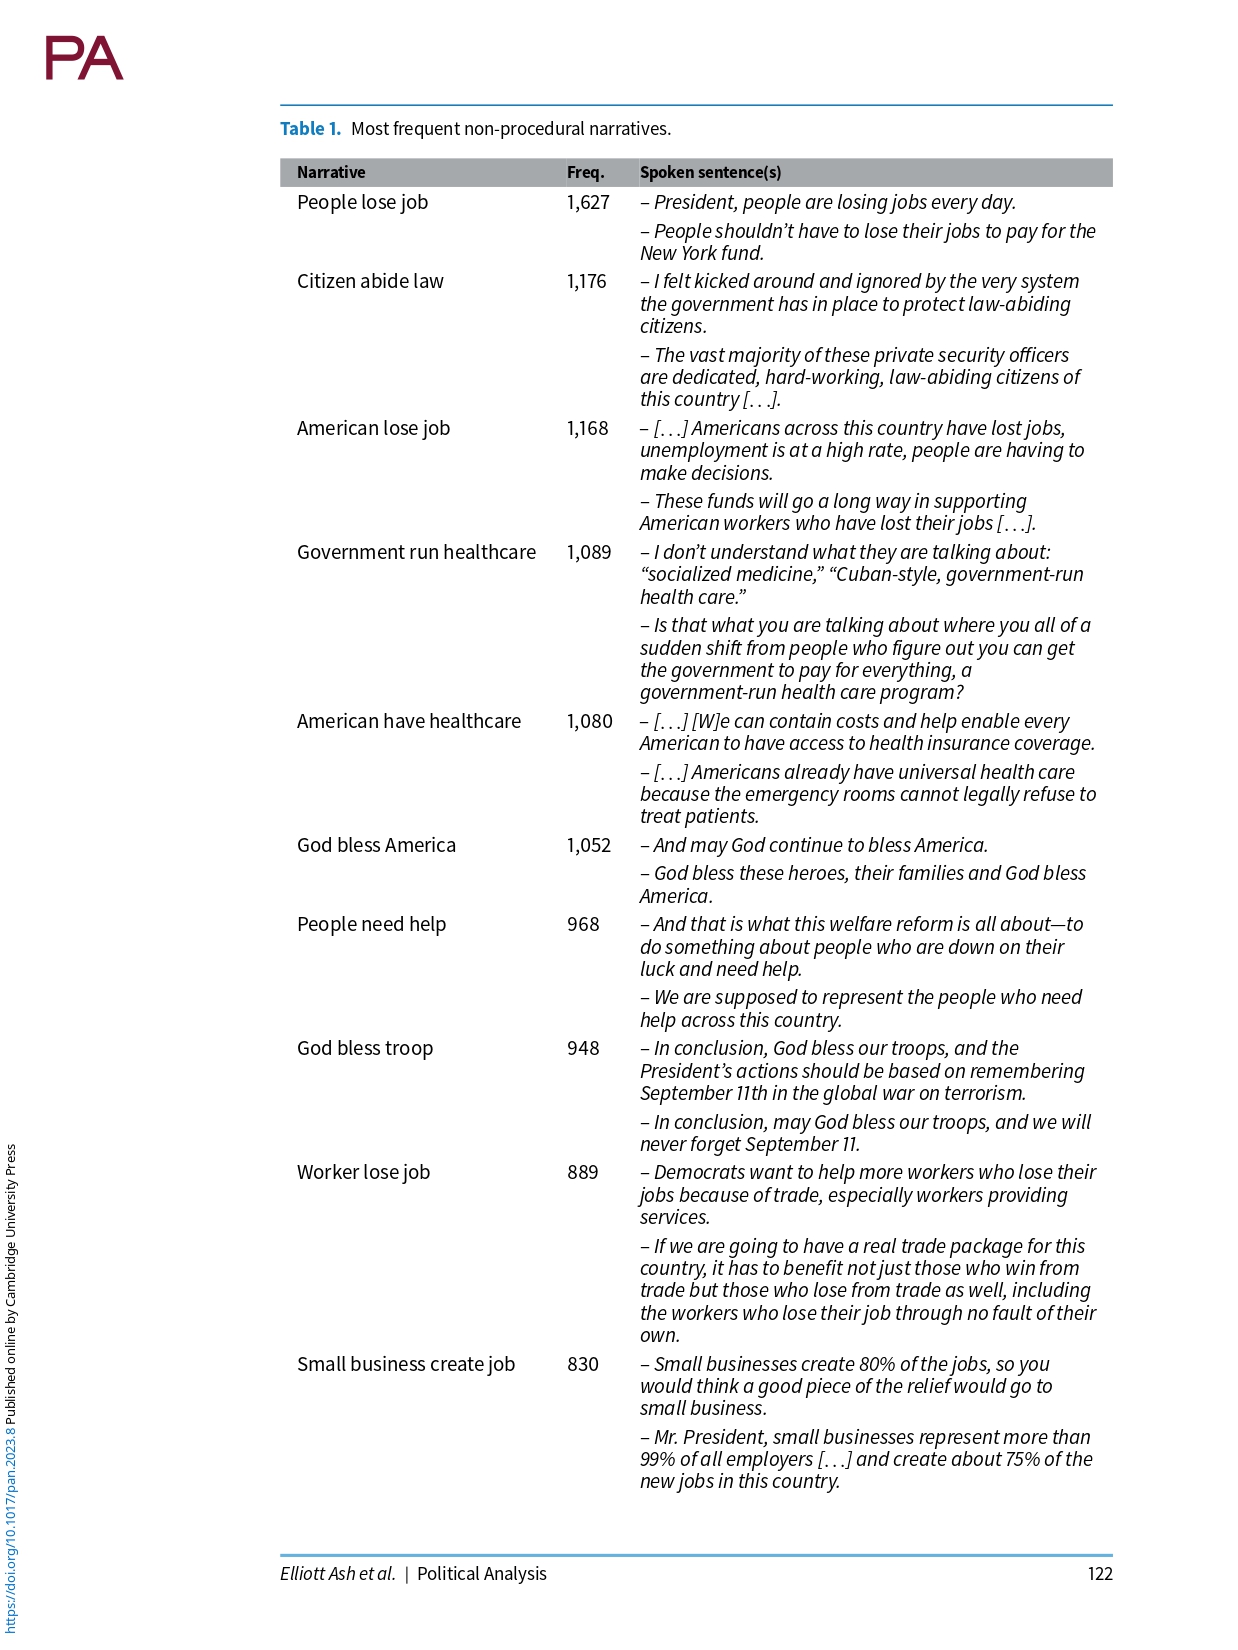 PA
Table 1. Most frequent non-procedural narratives.
Narrative Freq. Spoken sentence(s)
People lose job 1,627 – President, people are losing jobs every day.
– People shouldn’t have to lose their jobs to pay for the
New York fund.
Citizen abide law 1,176 – I felt kicked around and ignored by the very system
the government has in place to protect law-abiding
citizens.
– The vast majority of these private security officers
are dedicated, hard-working, law-abiding citizens of
this country [. . .].
American lose job 1,168 – [. . .] Americans across this country have lost jobs,
unemployment is at a high rate, people are having to
make decisions.
– These funds will go a long way in supporting
American workers who have lost their jobs [. . .].
Government run healthcare 1,089 – I don’t understand what they are talking about:
“socialized medicine,” “Cuban-style, government-run
health care.”
– Is that what you are talking about where you all of a
sudden shift from people who figure out you can get
the government to pay for everything, a
government-run health care program?
American have healthcare 1,080 – [. . .] [W]e can contain costs and help enable every
American to have access to health insurance coverage.
– [. . .] Americans already have universal health care
because the emergency rooms cannot legally refuse to
treat patients.
God bless America 1,052 – And may God continue to bless America.
– God bless these heroes, their families and God bless
America.
People need help 968 – And that is what this welfare reform is all about—to
do something about people who are down on their
luck and need help.
– We are supposed to represent the people who need
help across this country.
God bless troop 948 – In conclusion, God bless our troops, and the
President’s actions should be based on remembering
September 11th in the global war on terrorism.
– In conclusion, may God bless our troops, and we will
never forget September 11.
Worker lose job 889 – Democrats want to help more workers who lose their
jobs because of trade, especially workers providing
services.
– If we are going to have a real trade package for this
country, it has to benefit not just those who win from
trade but those who lose from trade as well, including
the workers who lose their job through no fault of their
own.
Small business create job 830 – Small businesses create 80% of the jobs, so you
would think a good piece of the relief would go to
small business.
– Mr. President, small businesses represent more than
99% of all employers [. . .] and create about 75% of the
new jobs in this country.
Elliott Ash et al. | Political Analysis 122
https://doi.org/10.1017/pan.2023.8 Published online by Cambridge University Press